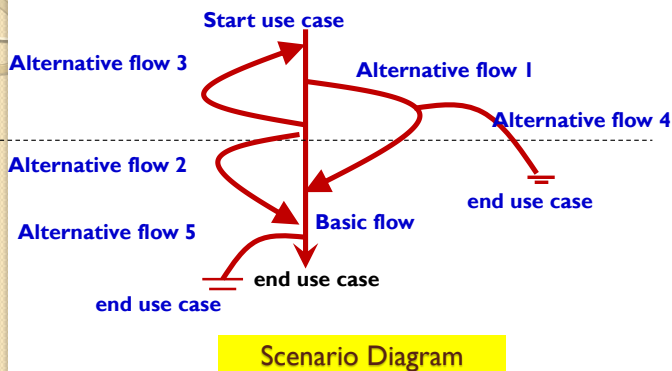 Start use case
Alternative flow 3
Alternative flow 1
Alternative flow 4
Alternative flow 2
end use case
Basic flow
Alternative flow 5
end use case
end use case
Scenario Diagram